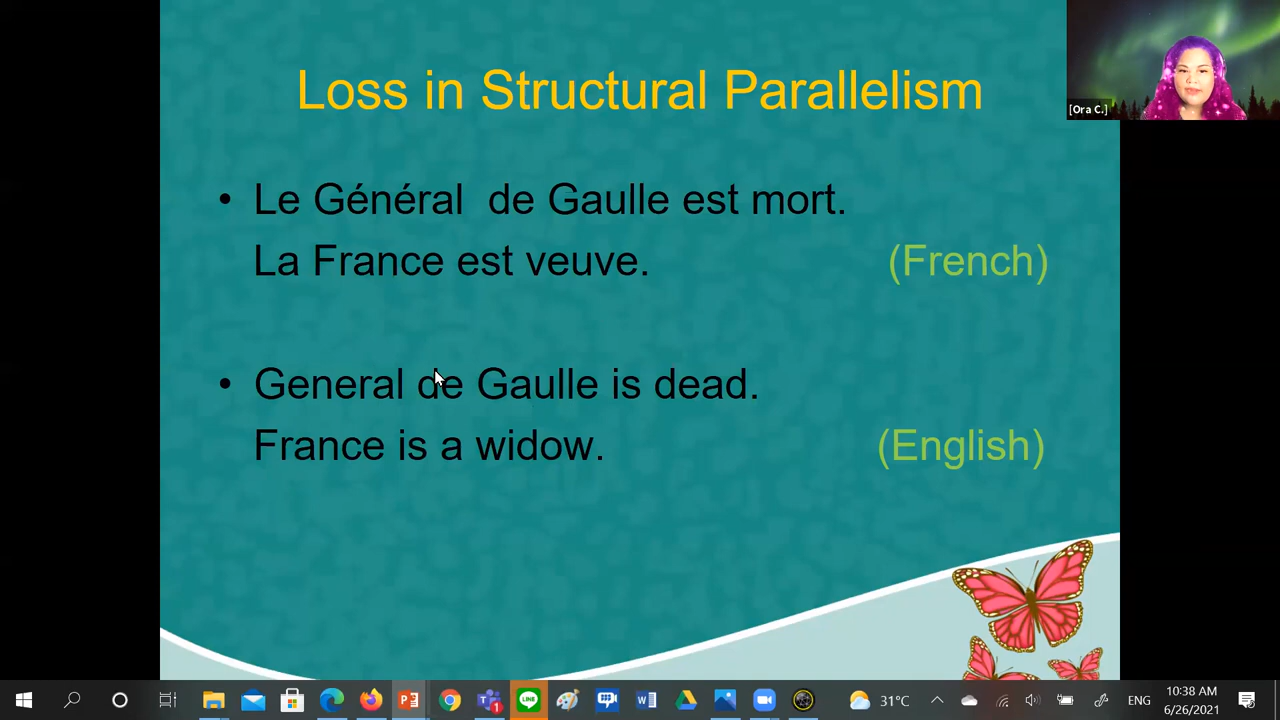 Loss in Structural Parallelism
[Ora C.]
• Le Général de Gaulle est mort.
La France est veuve. (French)
• General de Gaulle is dead.
France is a widow. (English)
31°C
ENG
10:38 AM
6/26/2021